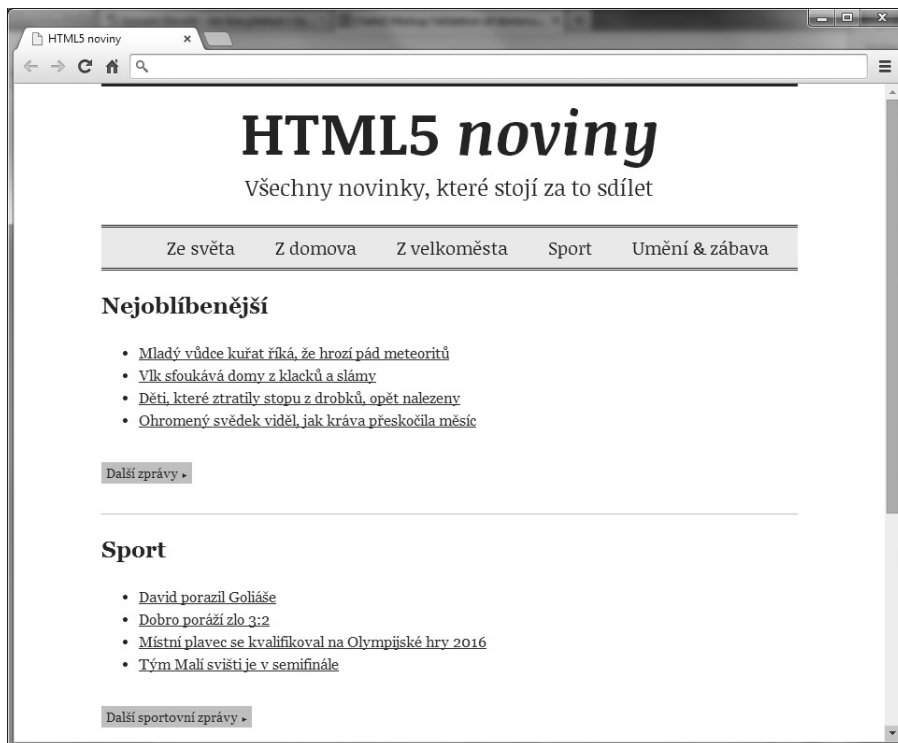 HTML5 noviny
HTML5 noviny
Všechny novinky, které stojí za to sdílet
Ze světa Z domova Z velkoměsta Sport Umění & zábava
Nejoblíbenější
• Mladý vůdce kuřat říká, že hrozí pád meteoritů
• Vlk sfoukává domy z klacků a slámy
• Děti, které ztratily stopu z drobků, opět nalezeny
• Ohromený svědek viděl, jak kráva přeskočila měsíc
Další zprávy ▸
Sport
• David porazil Goliáše
• Dobro poráží zlo 3:2
• Místní plavec se kvalifikoval na Olympijské hry 2016
• Tým Malí svišti je v semifinále
Další sportovní zprávy ▸